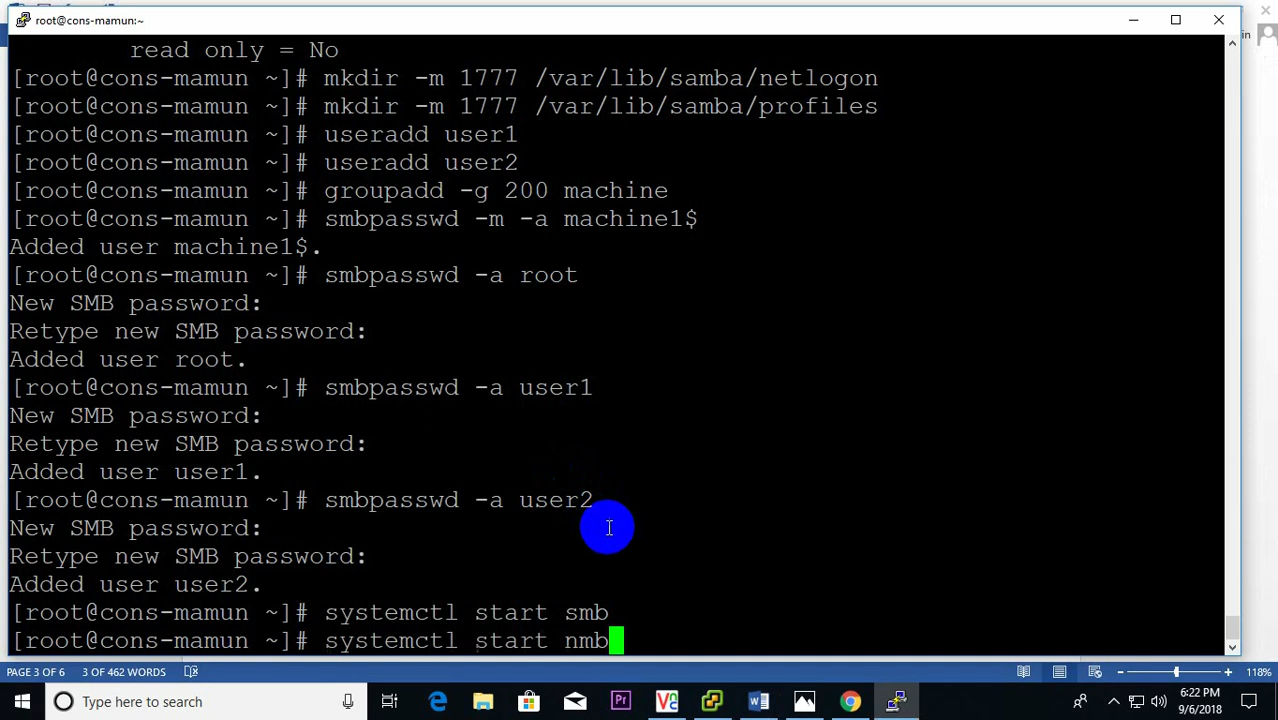 root@cons-mamun:~
in
read only = No
[root@cons-mamun ~]# mkdir -m 1777 /var/lib/samba/netlogon
[root@cons-mamun ~]# mkdir -m 1777 /var/lib/samba/profiles
[root@cons-mamun ~]# useradd user1
[root@cons-mamun ~]# useradd user2
[root@cons-mamun ~]# groupadd -g 200 machine
[root@cons-mamun ~]# smbpasswd -m -a machine1$
Added user machine1$.
[root@cons-mamun ~]# smbpasswd -a root
New SMB password:
Retype new SMB password:
Added user root.
[root@cons-mamun ~]# smbpasswd -a user1
New SMB password:
Retype new SMB password:
Added user user1.
[root@cons-mamun ~]# smbpasswd -a user2
New SMB password:
Retype new SMB password:
Added user user2.
[root@cons-mamun ~]# systemctl start smb
[root@cons-mamun ~]# systemctl start nmb
PAGE 3 OF 6 3 OF 462 WORDS 118%
Type here to search
Pr
6:22 PM
9/6/2018